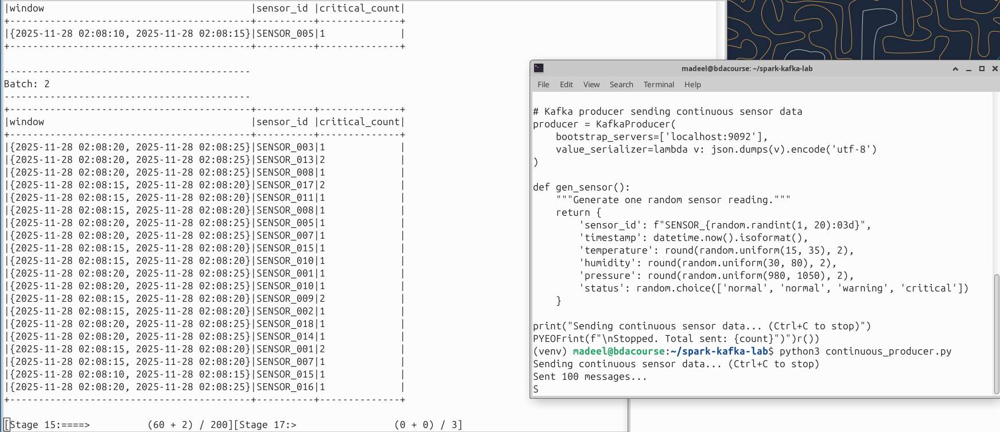 |window                                    |sensor_id |critical_count|
+------------------------------------------+----------+--------------+
|{2025-11-28 02:08:10, 2025-11-28 02:08:15}|SENSOR_005|1             |
+------------------------------------------+----------+--------------+
-------------------------------------------
Batch: 2
-------------------------------------------
+------------------------------------------+----------+--------------+
|window                                    |sensor_id |critical_count|
+------------------------------------------+----------+--------------+
|{2025-11-28 02:08:20, 2025-11-28 02:08:25}|SENSOR_003|1             |
|{2025-11-28 02:08:20, 2025-11-28 02:08:25}|SENSOR_013|2             |
|{2025-11-28 02:08:20, 2025-11-28 02:08:25}|SENSOR_008|1             |
|{2025-11-28 02:08:15, 2025-11-28 02:08:20}|SENSOR_017|2             |
|{2025-11-28 02:08:15, 2025-11-28 02:08:20}|SENSOR_011|1             |
|{2025-11-28 02:08:15, 2025-11-28 02:08:20}|SENSOR_008|1             |
|{2025-11-28 02:08:20, 2025-11-28 02:08:25}|SENSOR_005|1             |
|{2025-11-28 02:08:20, 2025-11-28 02:08:25}|SENSOR_007|1             |
|{2025-11-28 02:08:15, 2025-11-28 02:08:20}|SENSOR_015|1             |
|{2025-11-28 02:08:15, 2025-11-28 02:08:20}|SENSOR_010|1             |
|{2025-11-28 02:08:20, 2025-11-28 02:08:25}|SENSOR_001|1             |
|{2025-11-28 02:08:20, 2025-11-28 02:08:25}|SENSOR_010|1             |
|{2025-11-28 02:08:15, 2025-11-28 02:08:20}|SENSOR_009|2             |
|{2025-11-28 02:08:15, 2025-11-28 02:08:20}|SENSOR_002|1             |
|{2025-11-28 02:08:20, 2025-11-28 02:08:25}|SENSOR_018|1             |
|{2025-11-28 02:08:20, 2025-11-28 02:08:25}|SENSOR_014|1             |
|{2025-11-28 02:08:15, 2025-11-28 02:08:20}|SENSOR_001|2             |
|{2025-11-28 02:08:15, 2025-11-28 02:08:20}|SENSOR_007|1             |
|{2025-11-28 02:08:10, 2025-11-28 02:08:15}|SENSOR_015|1             |
|{2025-11-28 02:08:20, 2025-11-28 02:08:25}|SENSOR_016|1             |
+------------------------------------------+----------+--------------+
[Stage 15:====>          (60 + 2) / 200][Stage 17:>                 (0 + 0) / 3]
madeel@bdacourse: ~/spark-kafka-lab
File Edit View Search Terminal Help
# Kafka producer sending continuous sensor data
producer = KafkaProducer(
    bootstrap_servers=['localhost:9092'],
    value_serializer=lambda v: json.dumps(v).encode('utf-8')
)
def gen_sensor():
    """Generate one random sensor reading."""
    return {
        'sensor_id': f"SENSOR_{random.randint(1, 20):03d}",
        'timestamp': datetime.now().isoformat(),
        'temperature': round(random.uniform(15, 35), 2),
        'humidity': round(random.uniform(30, 80), 2),
        'pressure': round(random.uniform(980, 1050), 2),
        'status': random.choice(['normal', 'normal', 'warning', 'critical'])
    }
print("Sending continuous sensor data... (Ctrl+C to stop)")
PYEOFrint(f"\nStopped. Total sent: {count}")")r())
(venv) madeel@bdacourse:~/spark-kafka-lab$ python3 continuous_producer.py
Sending continuous sensor data... (Ctrl+C to stop)
Sent 100 messages...
S